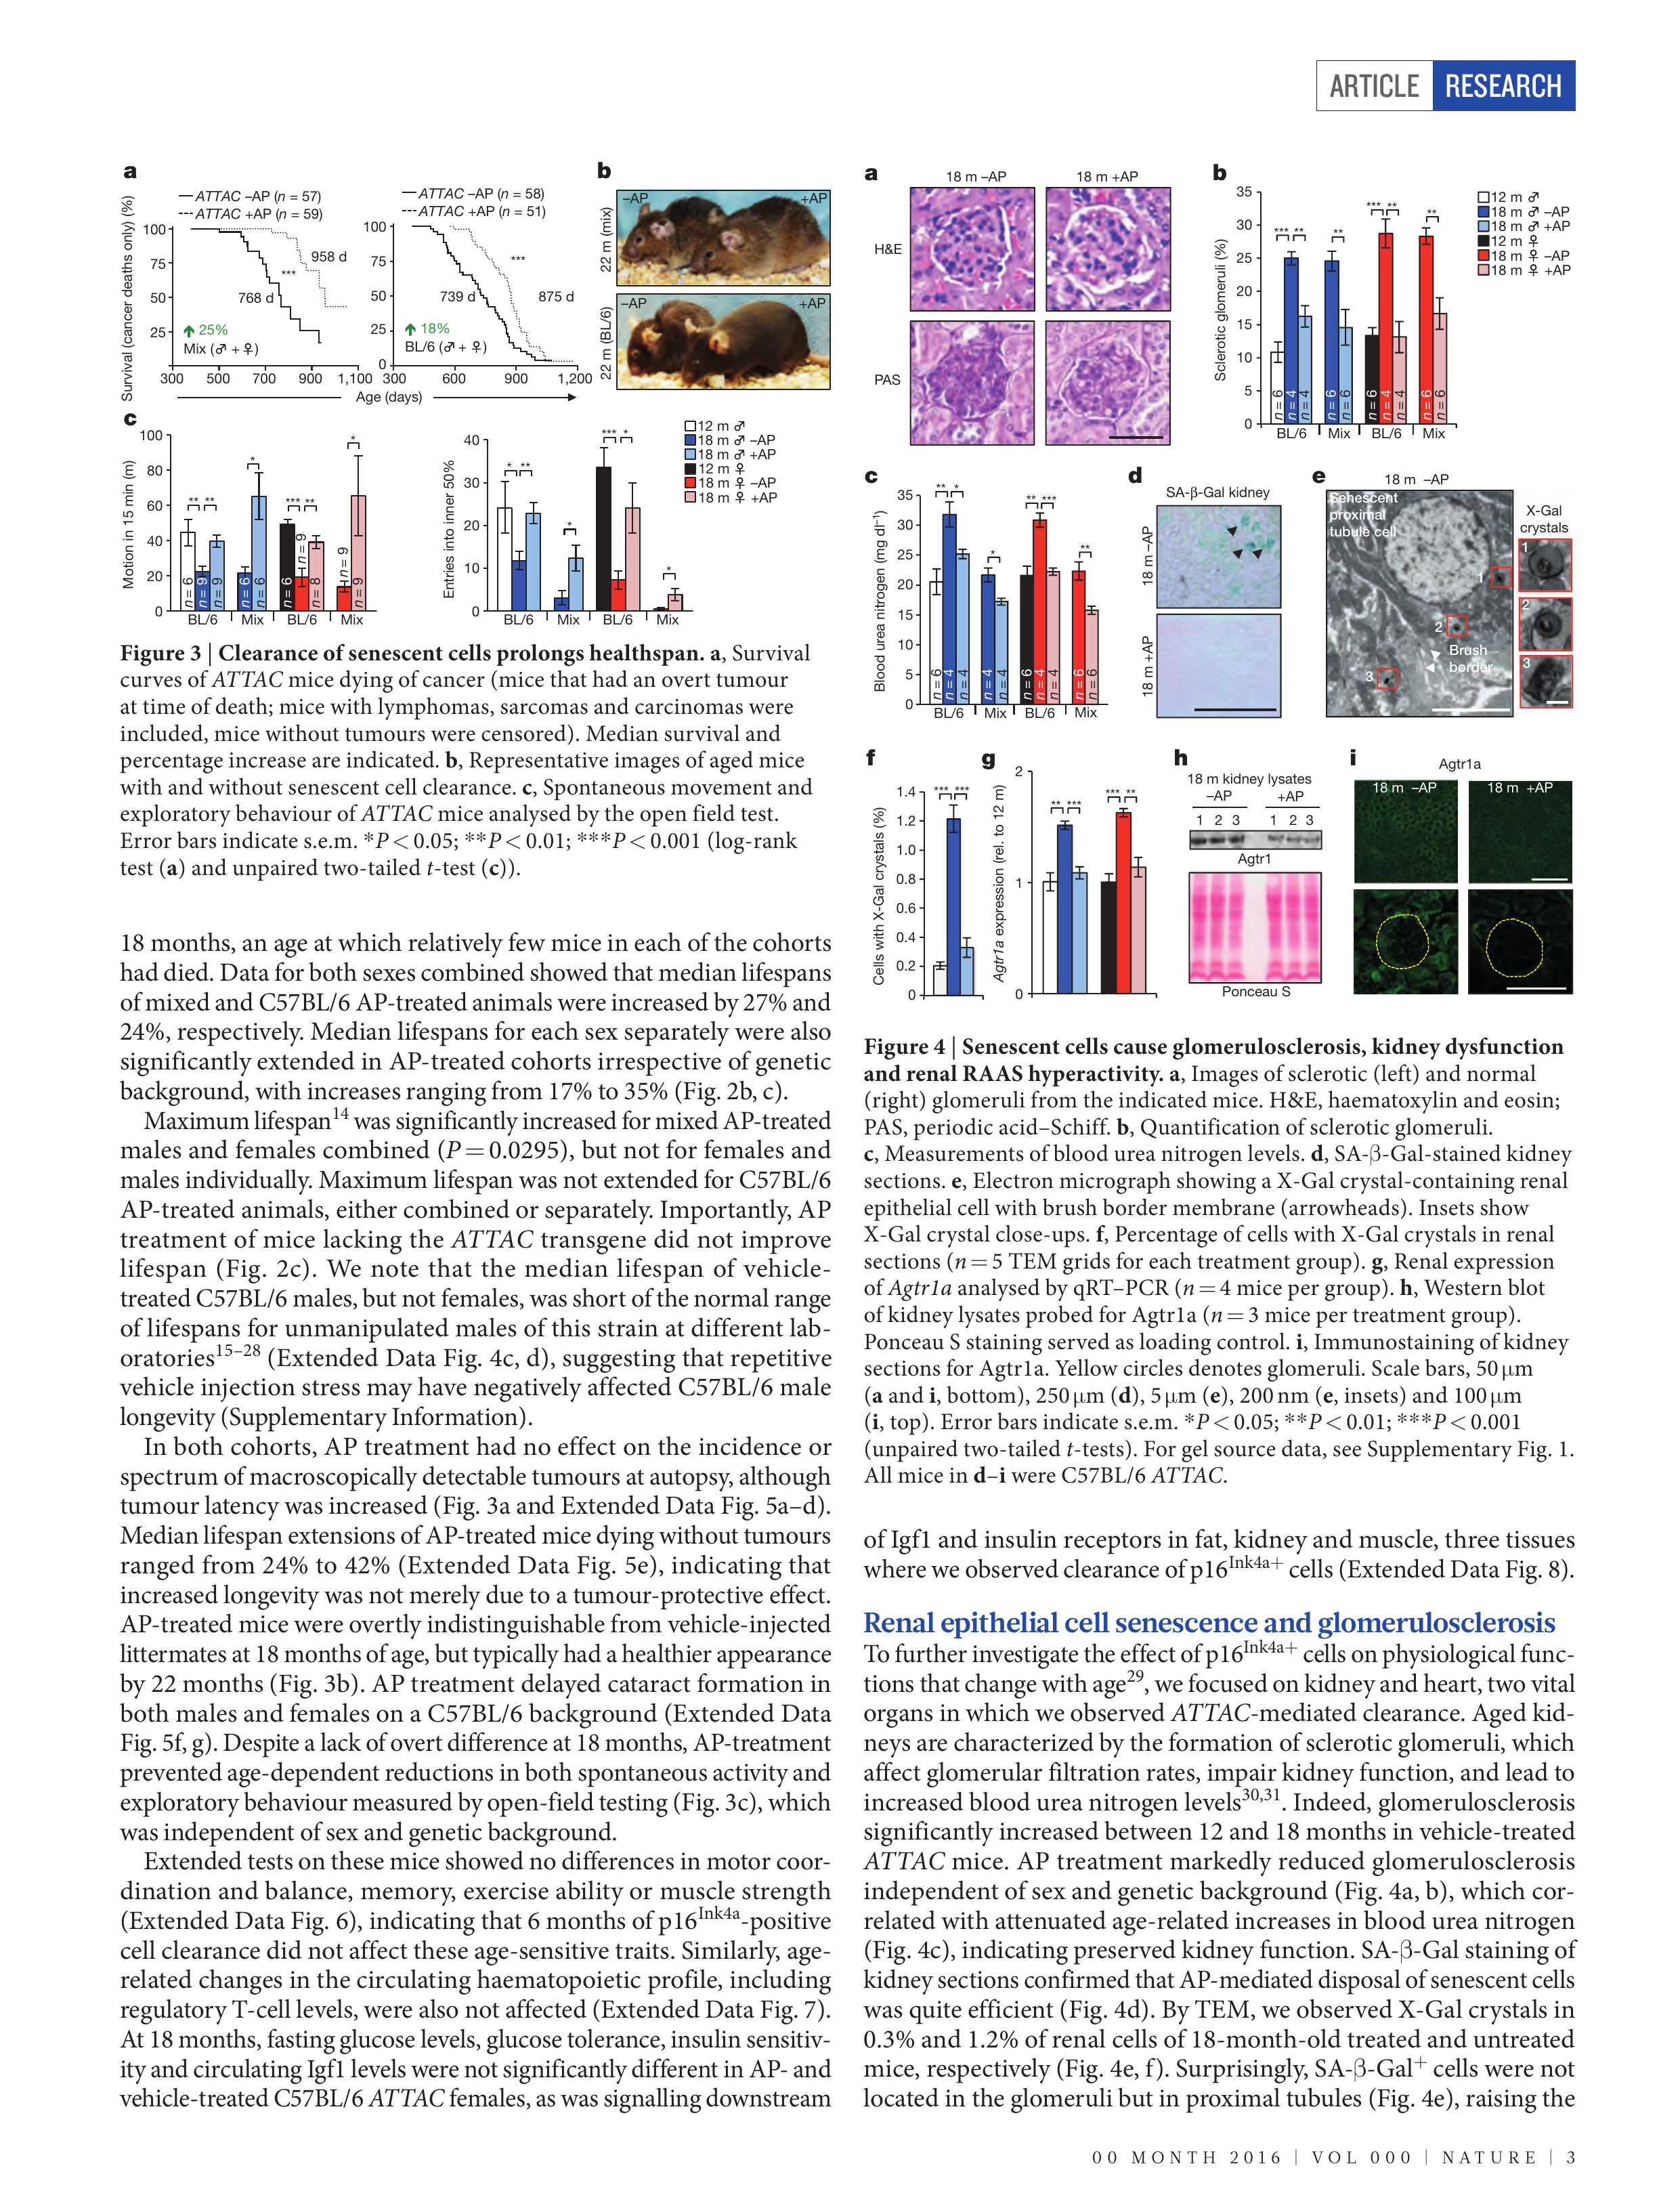 ARTICLE RESEARCH
a
ATTAC –AP (n = 57)
ATTAC +AP (n = 59)
Survival (cancer deaths only) (%)
100
75
50
25
958 d
***
768 d
25%
Mix (♂ + ♀)
300 500 700 900 1,100
ATTAC –AP (n = 58)
ATTAC +AP (n = 51)
100
75
50
25
0
***
739 d
875 d
18%
BL/6 (♂ + ♀)
300 600 900 1,200
Age (days)
b
22 m (mix)
–AP +AP
22 m (BL/6)
–AP +AP
c
Motion in 15 min (m)
100
80
60
40
20
0
** ** * *** ** *
n = 6 n = 9 n = 9 n = 6 n = 6 n = 6 n = 9 n = 8 n = 9 n = 9
BL/6 Mix BL/6 Mix
Entries into inner 50%
40
30
20
10
0
* ** * *** * *
BL/6 Mix BL/6 Mix
12 m ♂
18 m ♂ –AP
18 m ♂ +AP
12 m ♀
18 m ♀ –AP
18 m ♀ +AP
Figure 3 | Clearance of senescent cells prolongs healthspan. a, Survival
curves of ATTAC mice dying of cancer (mice that had an overt tumour
at time of death; mice with lymphomas, sarcomas and carcinomas were
included, mice without tumours were censored). Median survival and
percentage increase are indicated. b, Representative images of aged mice
with and without senescent cell clearance. c, Spontaneous movement and
exploratory behaviour of ATTAC mice analysed by the open field test.
Error bars indicate s.e.m. *P < 0.05; **P < 0.01; ***P < 0.001 (log-rank
test (a) and unpaired two-tailed t-test (c)).
18 months, an age at which relatively few mice in each of the cohorts
had died. Data for both sexes combined showed that median lifespans
of mixed and C57BL/6 AP-treated animals were increased by 27% and
24%, respectively. Median lifespans for each sex separately were also
significantly extended in AP-treated cohorts irrespective of genetic
background, with increases ranging from 17% to 35% (Fig. 2b, c).
Maximum lifespan14 was significantly increased for mixed AP-treated
males and females combined (P = 0.0295), but not for females and
males individually. Maximum lifespan was not extended for C57BL/6
AP-treated animals, either combined or separately. Importantly, AP
treatment of mice lacking the ATTAC transgene did not improve
lifespan (Fig. 2c). We note that the median lifespan of vehicle-
treated C57BL/6 males, but not females, was short of the normal range
of lifespans for unmanipulated males of this strain at different lab-
oratories15–28 (Extended Data Fig. 4c, d), suggesting that repetitive
vehicle injection stress may have negatively affected C57BL/6 male
longevity (Supplementary Information).
In both cohorts, AP treatment had no effect on the incidence or
spectrum of macroscopically detectable tumours at autopsy, although
tumour latency was increased (Fig. 3a and Extended Data Fig. 5a–d).
Median lifespan extensions of AP-treated mice dying without tumours
ranged from 24% to 42% (Extended Data Fig. 5e), indicating that
increased longevity was not merely due to a tumour-protective effect.
AP-treated mice were overtly indistinguishable from vehicle-injected
littermates at 18 months of age, but typically had a healthier appearance
by 22 months (Fig. 3b). AP treatment delayed cataract formation in
both males and females on a C57BL/6 background (Extended Data
Fig. 5f, g). Despite a lack of overt difference at 18 months, AP-treatment
prevented age-dependent reductions in both spontaneous activity and
exploratory behaviour measured by open-field testing (Fig. 3c), which
was independent of sex and genetic background.
Extended tests on these mice showed no differences in motor coor-
dination and balance, memory, exercise ability or muscle strength
(Extended Data Fig. 6), indicating that 6 months of p16Ink4a-positive
cell clearance did not affect these age-sensitive traits. Similarly, age-
related changes in the circulating haematopoietic profile, including
regulatory T-cell levels, were also not affected (Extended Data Fig. 7).
At 18 months, fasting glucose levels, glucose tolerance, insulin sensitiv-
ity and circulating Igf1 levels were not significantly different in AP- and
vehicle-treated C57BL/6 ATTAC females, as was signalling downstream
a
18 m –AP 18 m +AP
H&E
PAS
b
Sclerotic glomeruli (%)
35
30
25
20
15
10
5
0
*** ** ** *** ** **
n = 6 n = 4 n = 4 n = 6 n = 6 n = 6 n = 4 n = 4 n = 6 n = 6
BL/6 Mix BL/6 Mix
12 m ♂
18 m ♂ –AP
18 m ♂ +AP
12 m ♀
18 m ♀ –AP
18 m ♀ +AP
c
Blood urea nitrogen (mg dl–1)
35
30
25
20
15
10
5
0
** * * ** *** **
n = 6 n = 4 n = 4 n = 4 n = 4 n = 6 n = 4 n = 4 n = 6 n = 6
BL/6 Mix BL/6 Mix
d
SA-β-Gal kidney
18 m –AP
18 m +AP
e
18 m –AP
Senescent
proximal
tubule cell
1
2
Brush
border
3
X-Gal
crystals
1
2
3
f
Cells with X-Gal crystals (%)
1.4
1.2
1.0
0.8
0.6
0.4
0.2
0
*** ***
g
Agtr1a expression (rel. to 12 m)
2
1
0
** *** *** **
h
18 m kidney lysates
–AP +AP
1 2 3 1 2 3
Agtr1
Ponceau S
i
Agtr1a
18 m –AP 18 m +AP
Figure 4 | Senescent cells cause glomerulosclerosis, kidney dysfunction
and renal RAAS hyperactivity. a, Images of sclerotic (left) and normal
(right) glomeruli from the indicated mice. H&E, haematoxylin and eosin;
PAS, periodic acid–Schiff. b, Quantification of sclerotic glomeruli.
c, Measurements of blood urea nitrogen levels. d, SA-β-Gal-stained kidney
sections. e, Electron micrograph showing a X-Gal crystal-containing renal
epithelial cell with brush border membrane (arrowheads). Insets show
X-Gal crystal close-ups. f, Percentage of cells with X-Gal crystals in renal
sections (n = 5 TEM grids for each treatment group). g, Renal expression
of Agtr1a analysed by qRT–PCR (n = 4 mice per group). h, Western blot
of kidney lysates probed for Agtr1a (n = 3 mice per treatment group).
Ponceau S staining served as loading control. i, Immunostaining of kidney
sections for Agtr1a. Yellow circles denotes glomeruli. Scale bars, 50 μm
(a and i, bottom), 250 μm (d), 5 μm (e), 200 nm (e, insets) and 100 μm
(i, top). Error bars indicate s.e.m. *P < 0.05; **P < 0.01; ***P < 0.001
(unpaired two-tailed t-tests). For gel source data, see Supplementary Fig. 1.
All mice in d–i were C57BL/6 ATTAC.
of Igf1 and insulin receptors in fat, kidney and muscle, three tissues
where we observed clearance of p16Ink4a+ cells (Extended Data Fig. 8).
Renal epithelial cell senescence and glomerulosclerosis
To further investigate the effect of p16Ink4a+ cells on physiological func-
tions that change with age29, we focused on kidney and heart, two vital
organs in which we observed ATTAC-mediated clearance. Aged kid-
neys are characterized by the formation of sclerotic glomeruli, which
affect glomerular filtration rates, impair kidney function, and lead to
increased blood urea nitrogen levels30,31. Indeed, glomerulosclerosis
significantly increased between 12 and 18 months in vehicle-treated
ATTAC mice. AP treatment markedly reduced glomerulosclerosis
independent of sex and genetic background (Fig. 4a, b), which cor-
related with attenuated age-related increases in blood urea nitrogen
(Fig. 4c), indicating preserved kidney function. SA-β-Gal staining of
kidney sections confirmed that AP-mediated disposal of senescent cells
was quite efficient (Fig. 4d). By TEM, we observed X-Gal crystals in
0.3% and 1.2% of renal cells of 18-month-old treated and untreated
mice, respectively (Fig. 4e, f). Surprisingly, SA-β-Gal+ cells were not
located in the glomeruli but in proximal tubules (Fig. 4e), raising the
00 MONTH 2016 | VOL 000 | NATURE | 3